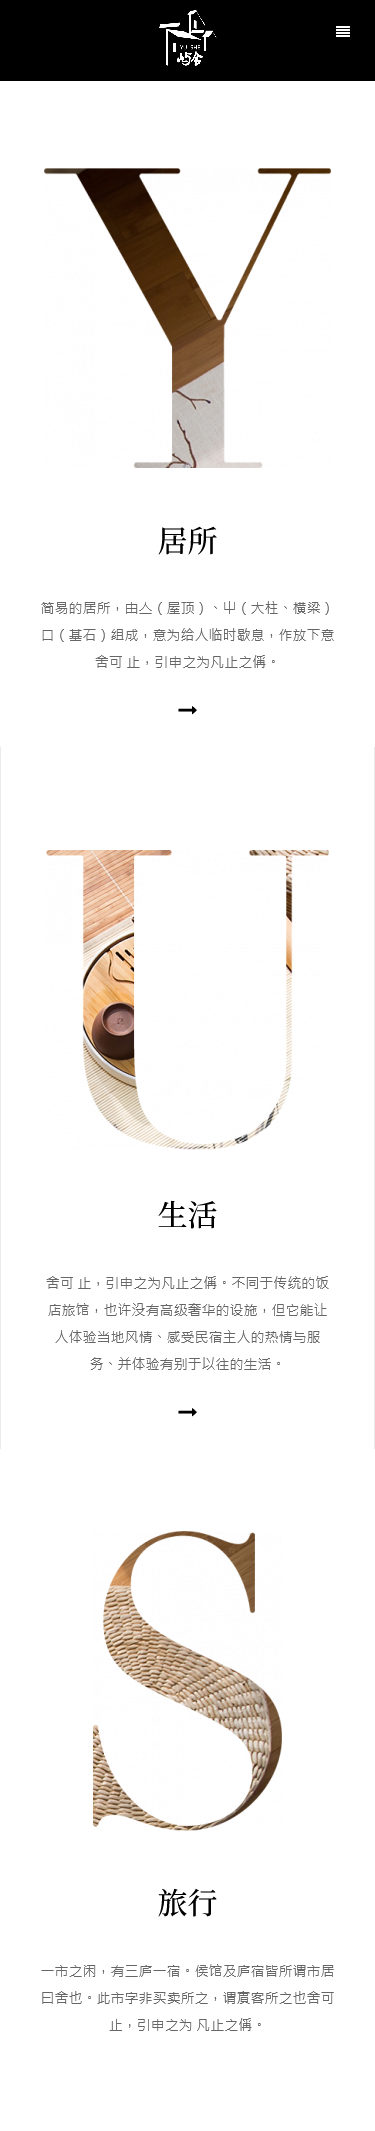 YU SHE
屿舍
Y
居所
简易的居所，由亼（屋顶）、屮（大柱、横梁）
口（基石）组成，意为给人临时歇息，作放下意
舍可 止，引申之为凡止之偁。
U
生活
舍可 止，引申之为凡止之偁。不同于传统的饭
店旅馆，也许没有高级奢华的设施，但它能让
人体验当地风情、感受民宿主人的热情与服
务、并体验有别于以往的生活。
S
旅行
一市之闲，有三庐一宿。侯馆及庐宿皆所谓市居
曰舍也。此市字非买卖所之，谓賔客所之也舍可
止，引申之为 凡止之偁。